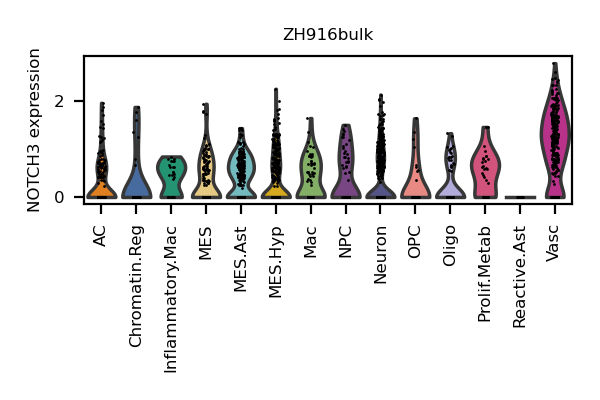 ZH916bulk
NOTCH3 expression
2
0
AC
Chromatin.Reg
Inflammatory.Mac
MES
MES.Ast
MES.Hyp
Mac
NPC
Neuron
OPC
Oligo
Prolif.Metab
Reactive.Ast
Vasc